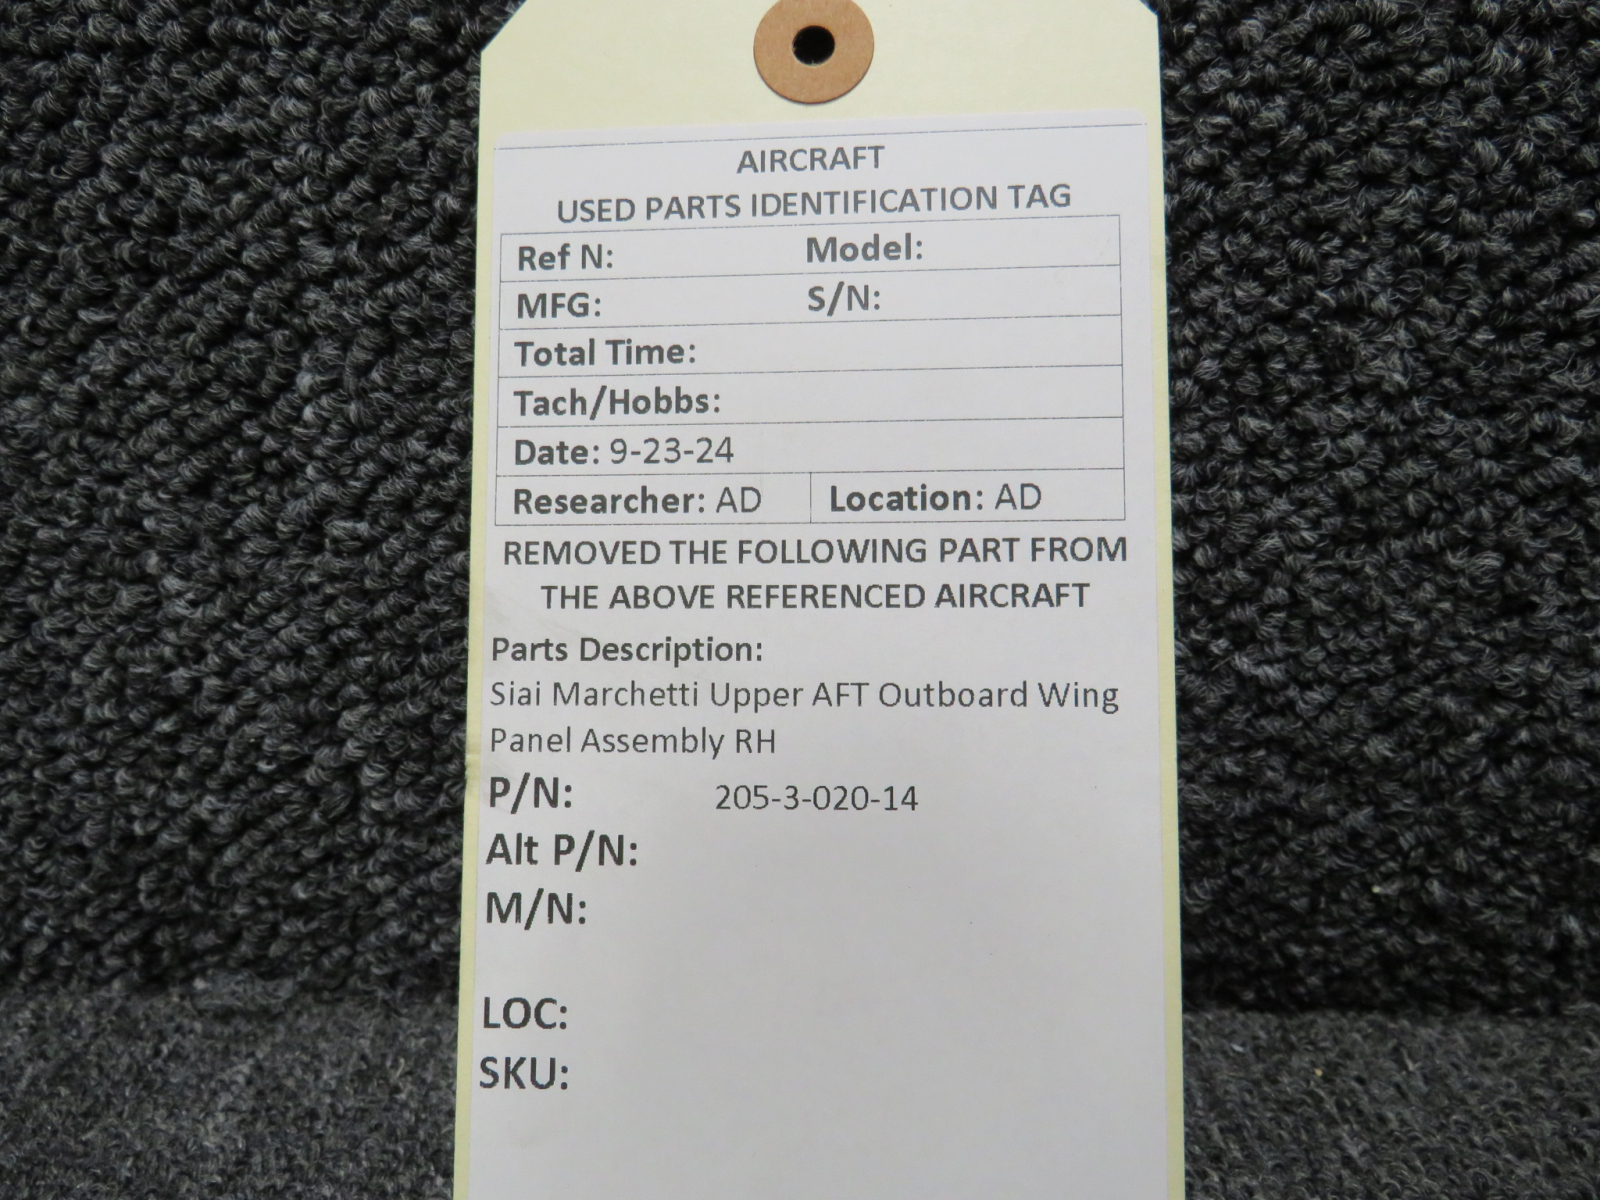 AIRCRAFT
USED PARTS IDENTIFICATION TAG
Ref N: Model:
MFG: S/N:
Total Time:
Tach/Hobbs:
Date: 9-23-24
Researcher: AD Location: AD
REMOVED THE FOLLOWING PART FROM
THE ABOVE REFERENCED AIRCRAFT
Parts Description:
Siai Marchetti Upper AFT Outboard Wing
Panel Assembly RH
P/N: 205-3-020-14
Alt P/N:
M/N:
LOC:
SKU: